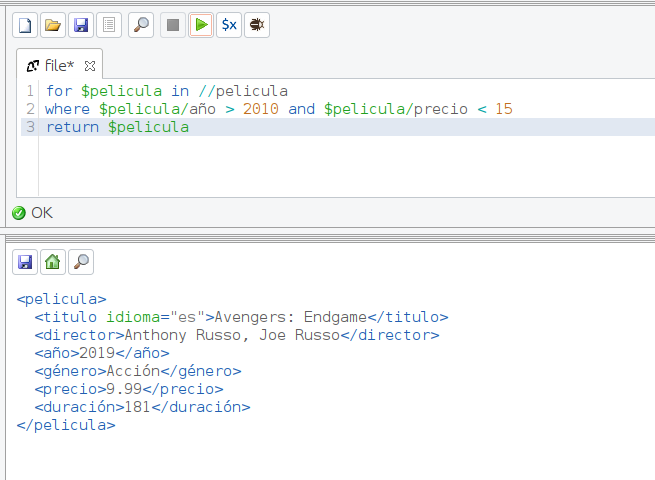 $x
file*
1 for $pelicula in //pelicula
2 where $pelicula/año > 2010 and $pelicula/precio < 15
3 return $pelicula
OK
<pelicula>
  <titulo idioma="es">Avengers: Endgame</titulo>
  <director>Anthony Russo, Joe Russo</director>
  <año>2019</año>
  <género>Acción</género>
  <precio>9.99</precio>
  <duración>181</duración>
</pelicula>